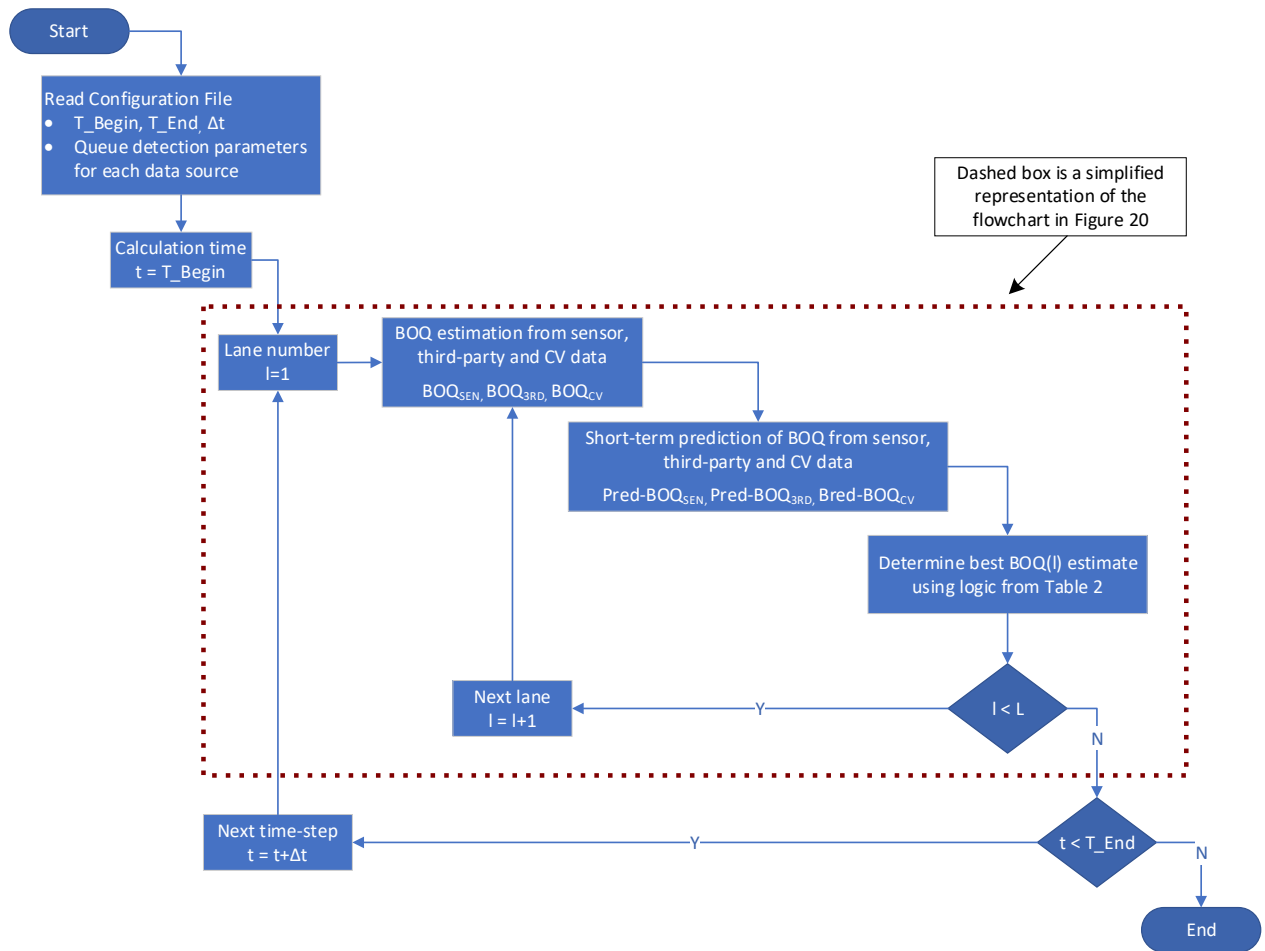 Start
Read Configuration File
• T_Begin, T_End, Δt
• Queue detection parameters
for each data source
Dashed box is a simplified
representation of the
flowchart in Figure 20
Calculation time
t = T_Begin
Lane number
l=1
BOQ estimation from sensor,
third-party and CV data
BOQSEN, BOQ3RD, BOQCV
Short-term prediction of BOQ from sensor,
third-party and CV data
Pred-BOQSEN, Pred-BOQ3RD, Bred-BOQCV
Determine best BOQ(l) estimate
using logic from Table 2
Next lane
l = l+1
Y
l < L
N
Next time-step
t = t+Δt
Y
t < T_End
N
End